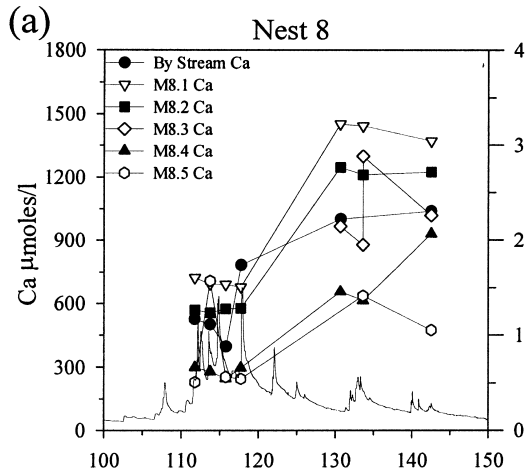 (a) Nest 8
1800 4
By Stream Ca
M8.1 Ca
1500
M8.2 Ca
3
M8.3 Ca
1200
M8.4 Ca
M8.5 Ca
Ca µmoles/l
900 2
600
1
300
0 0
100 110 120 130 140 150